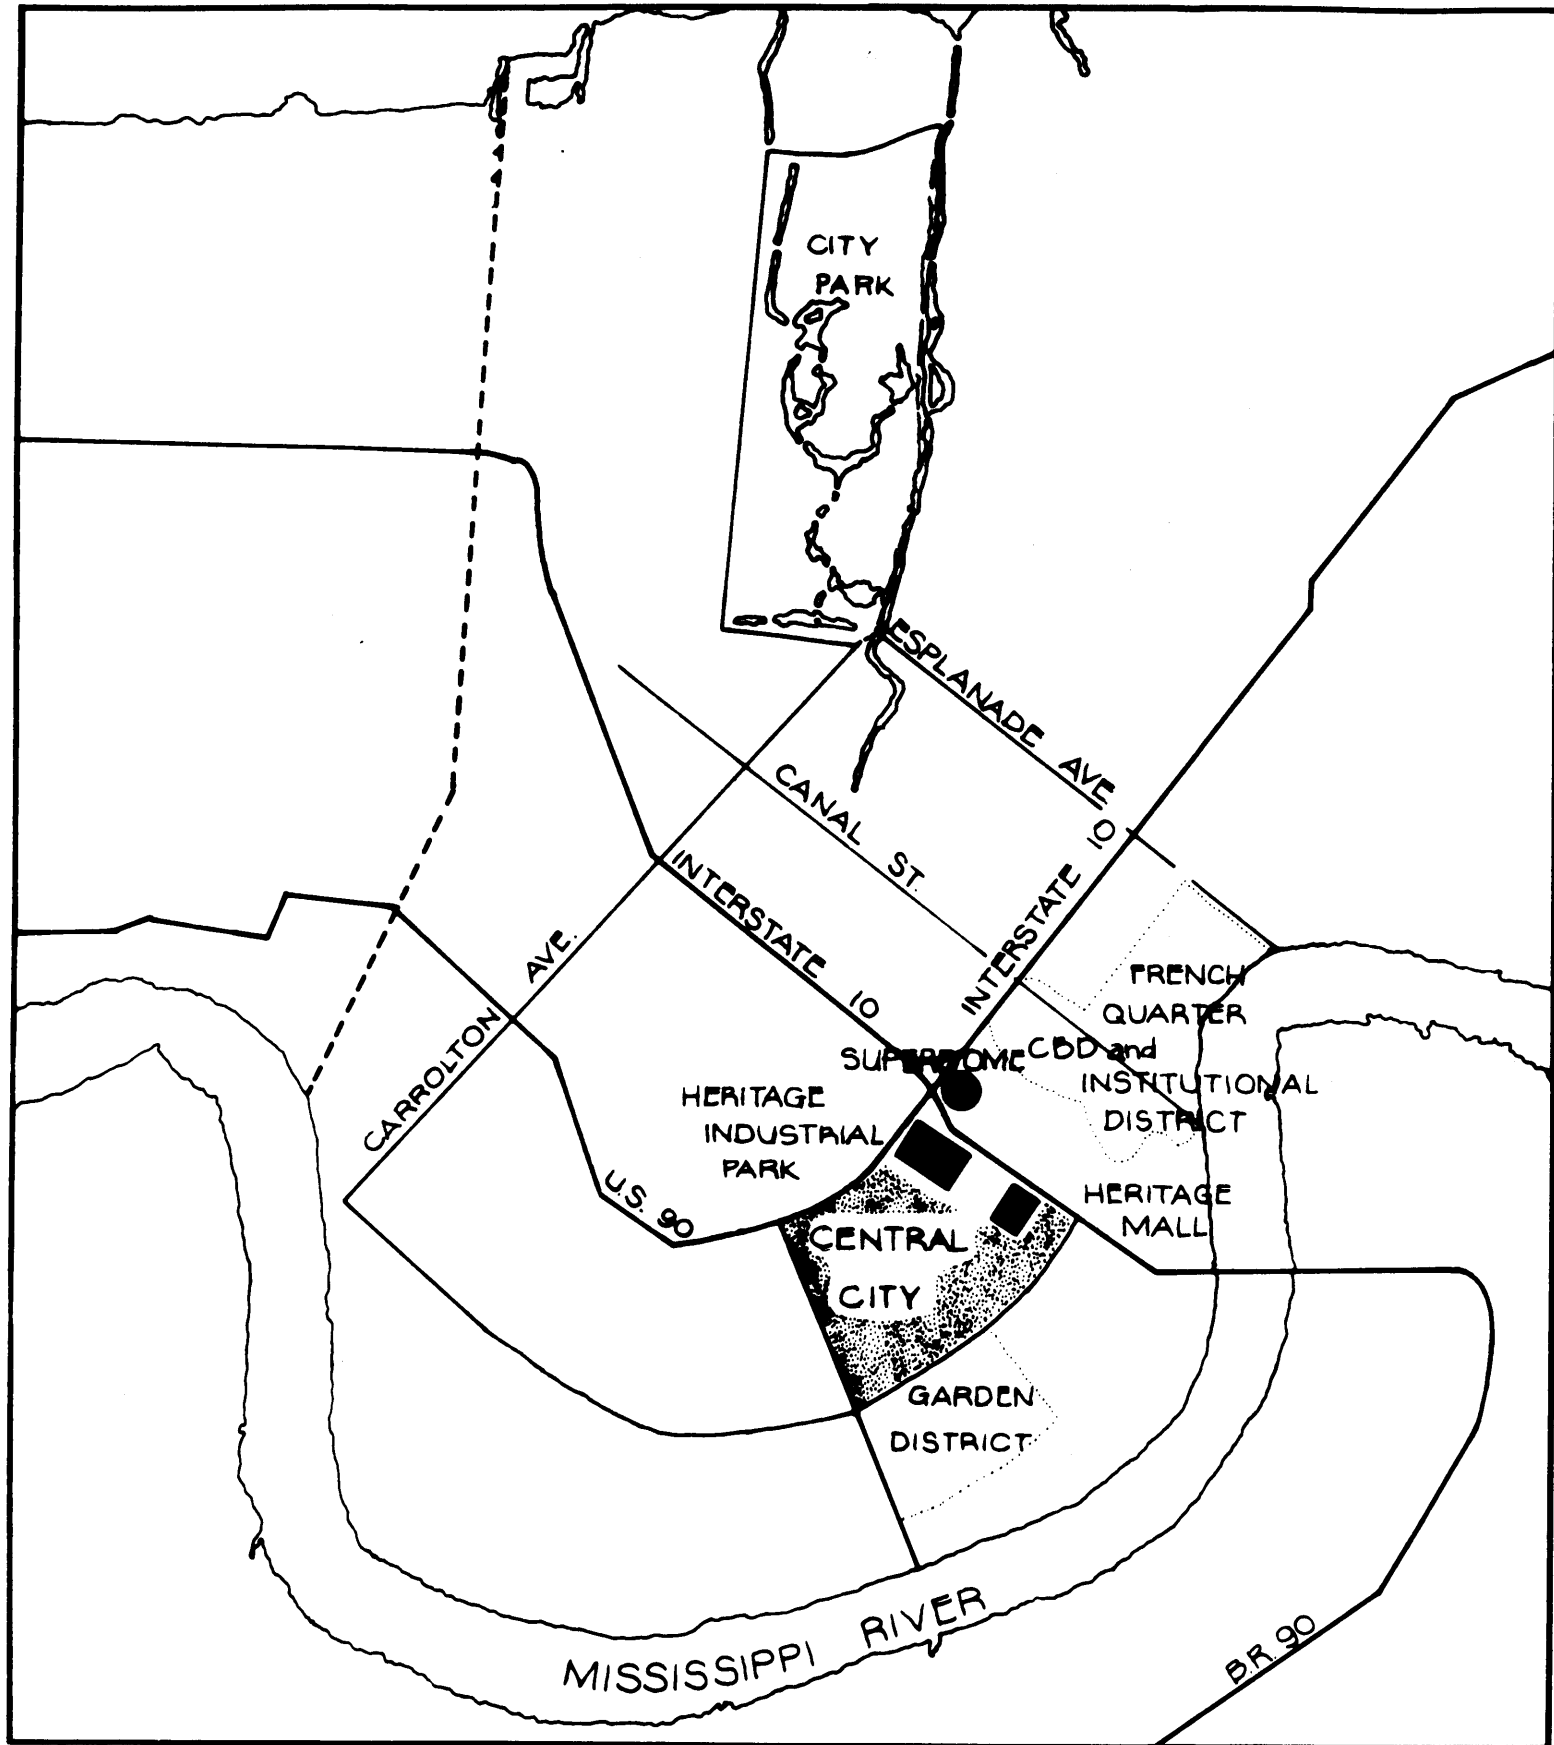 CITY
PARK
ESPLANADE AVE
CANAL ST.
INTERSTATE 10
INTERSTATE 10
CARROLTON AVE.
FRENCH
QUARTER
SUPERDOME
CBD and
INSTITUTIONAL
DISTRICT
HERITAGE
INDUSTRIAL
PARK
U.S. 90
HERITAGE
MALL
CENTRAL
CITY
GARDEN
DISTRICT
MISSISSIPPI RIVER
B.R. 90